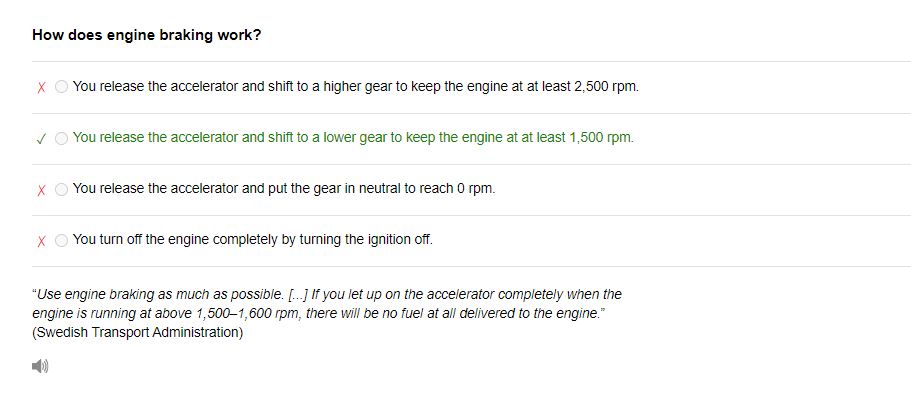 How does engine braking work?
You release the accelerator and shift to a higher gear to keep the engine at at least 2,500 rpm.
You release the accelerator and shift to a lower gear to keep the engine at at least 1,500 rpm.
You release the accelerator and put the gear in neutral to reach 0 rpm.
You turn off the engine completely by turning the ignition off.
“Use engine braking as much as possible. [...] If you let up on the accelerator completely when the
engine is running at above 1,500–1,600 rpm, there will be no fuel at all delivered to the engine.”
(Swedish Transport Administration)